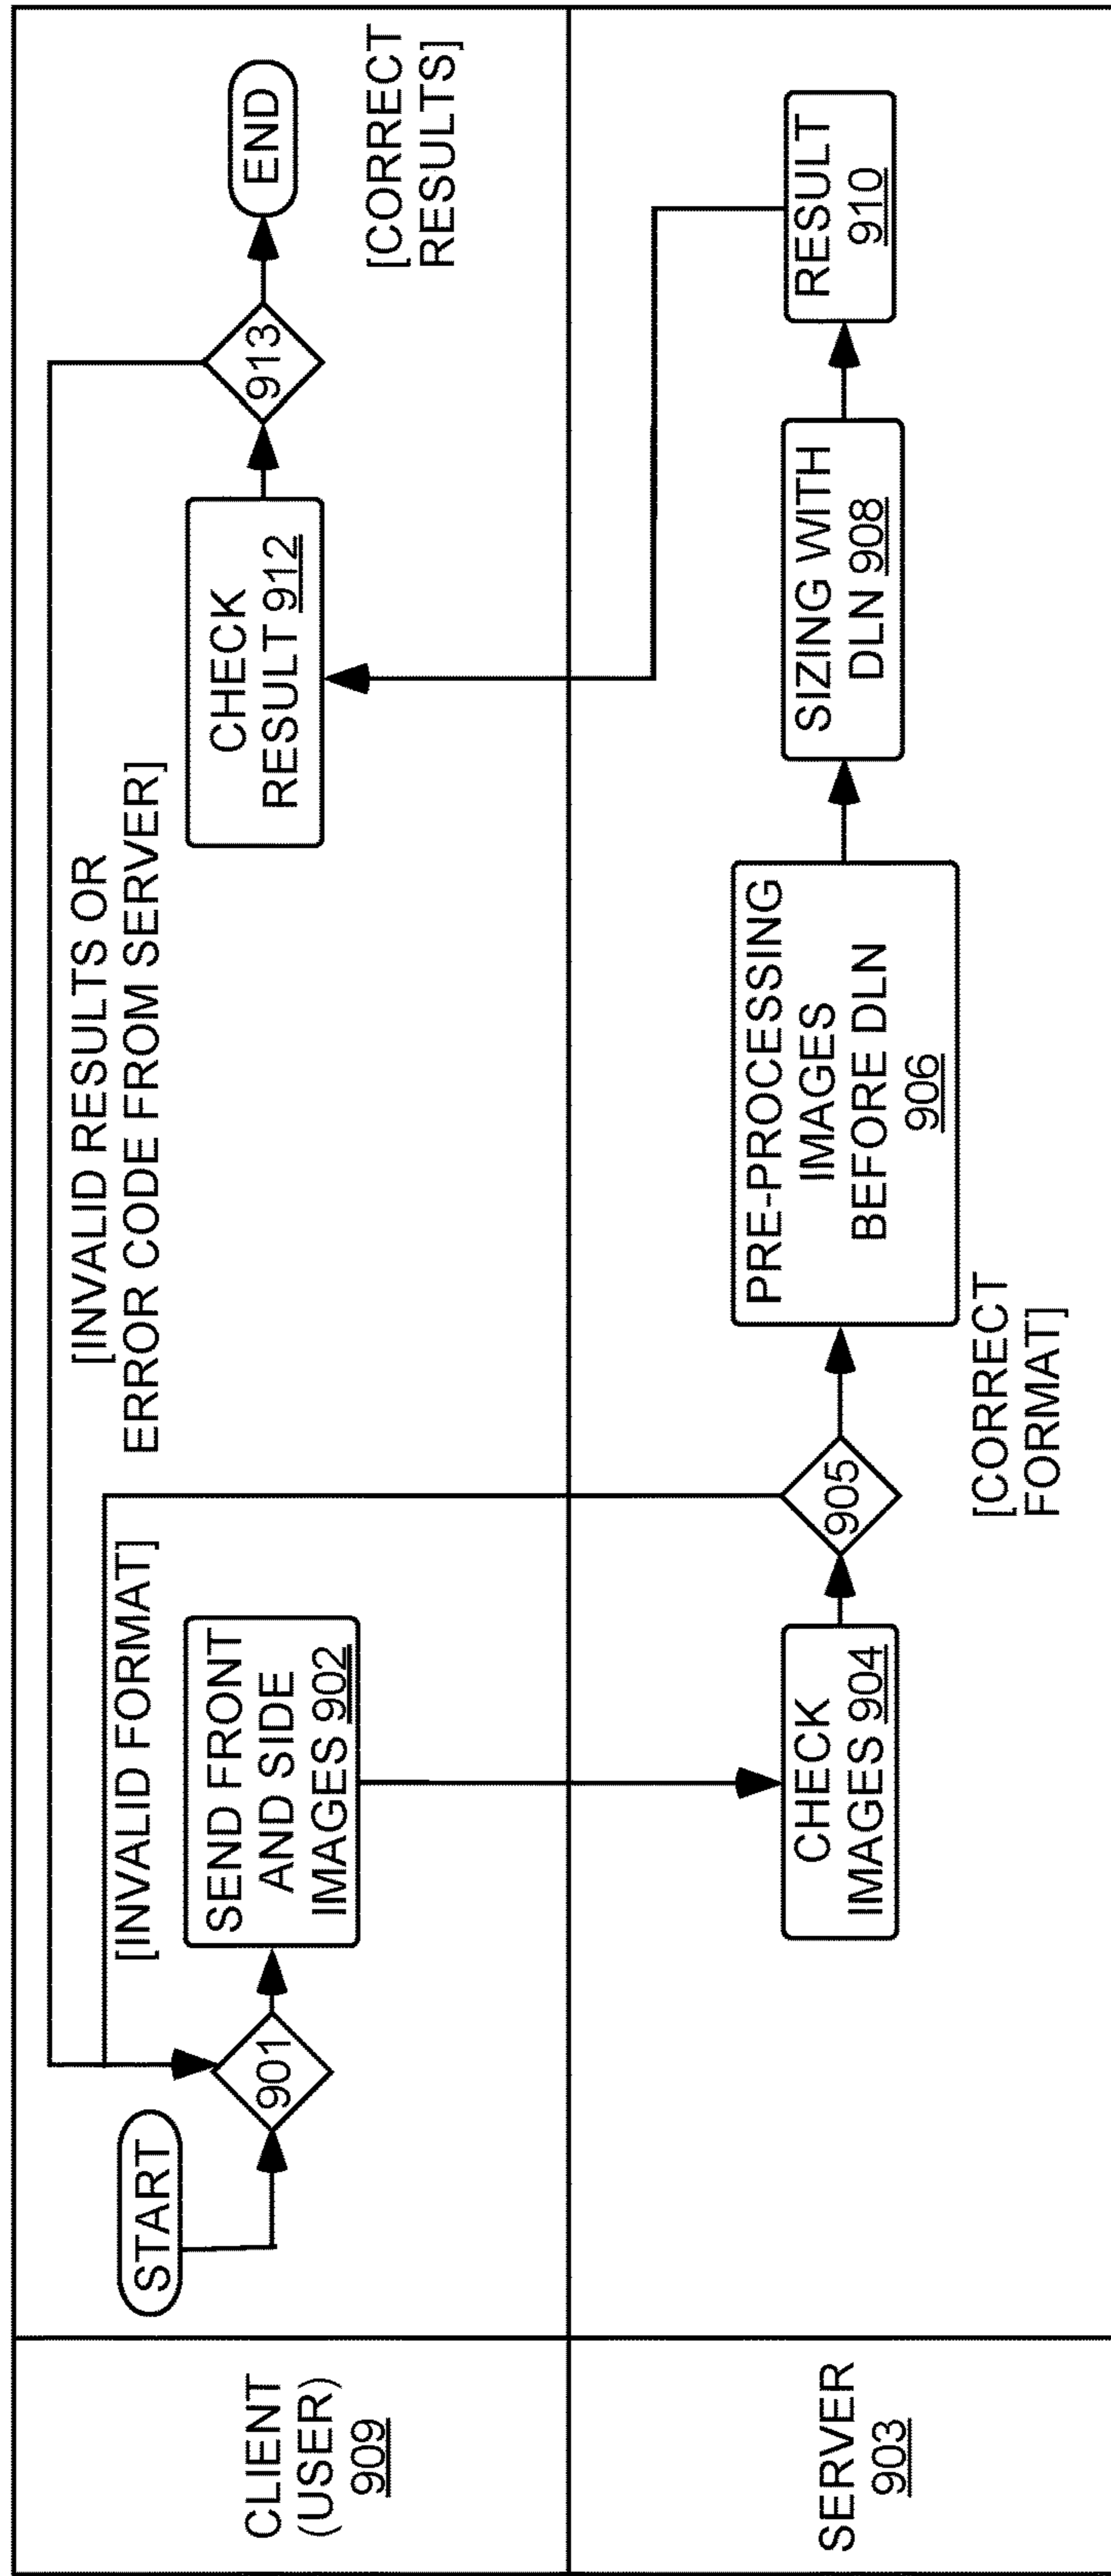 CLIENT
(USER)
909
START
901
[INVALID FORMAT]
SEND FRONT
AND SIDE
IMAGES 902
[INVALID RESULTS OR
ERROR CODE FROM SERVER]
CHECK
RESULT 912
913
END
[CORRECT
RESULTS]
SERVER
903
CHECK
IMAGES 904
905
[CORRECT
FORMAT]
PRE-PROCESSING
IMAGES
BEFORE DLN
906
SIZING WITH
DLN 908
RESULT
910